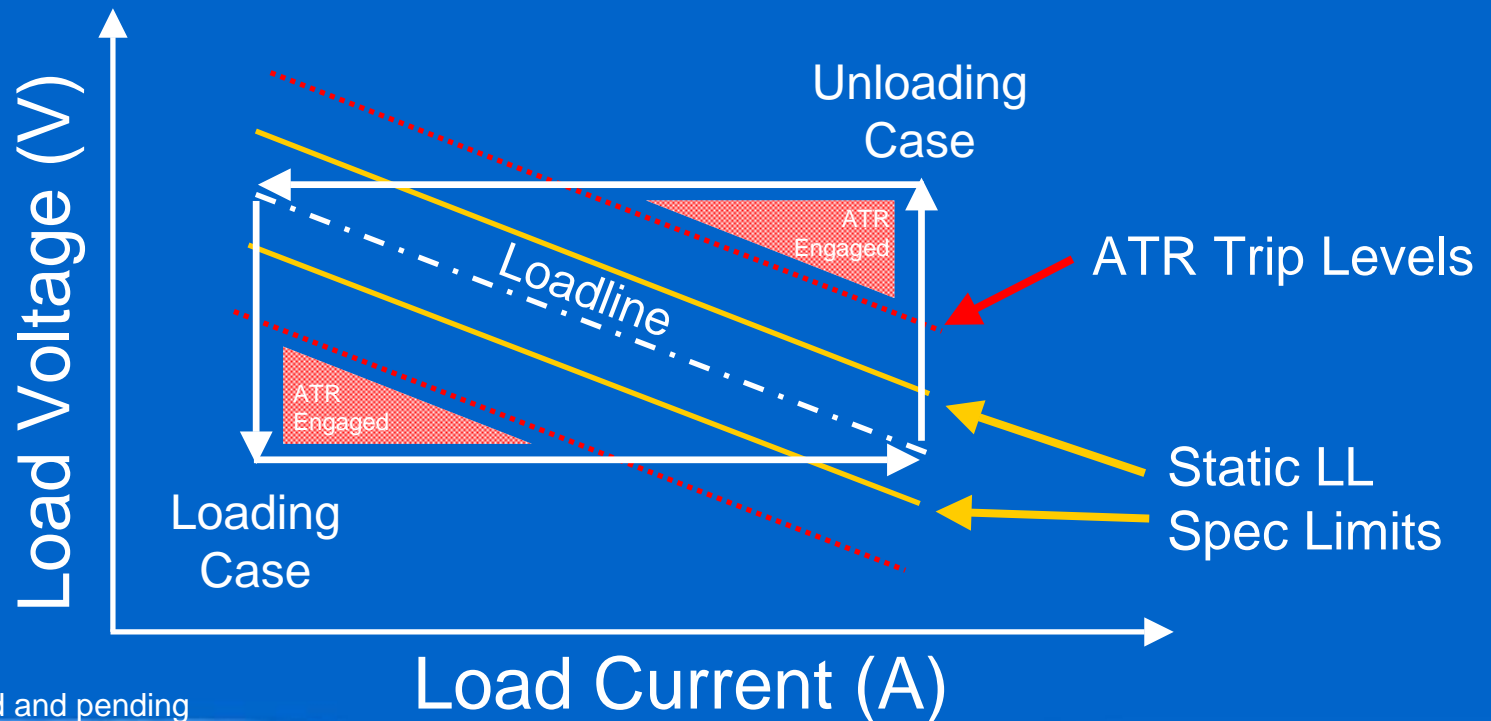 Load Voltage (V)
Unloading
Case
ATR
Engaged
Loadline
ATR Trip Levels
ATR
Engaged
Static LL
Spec Limits
Loading
Case
Load Current (A)
and pending